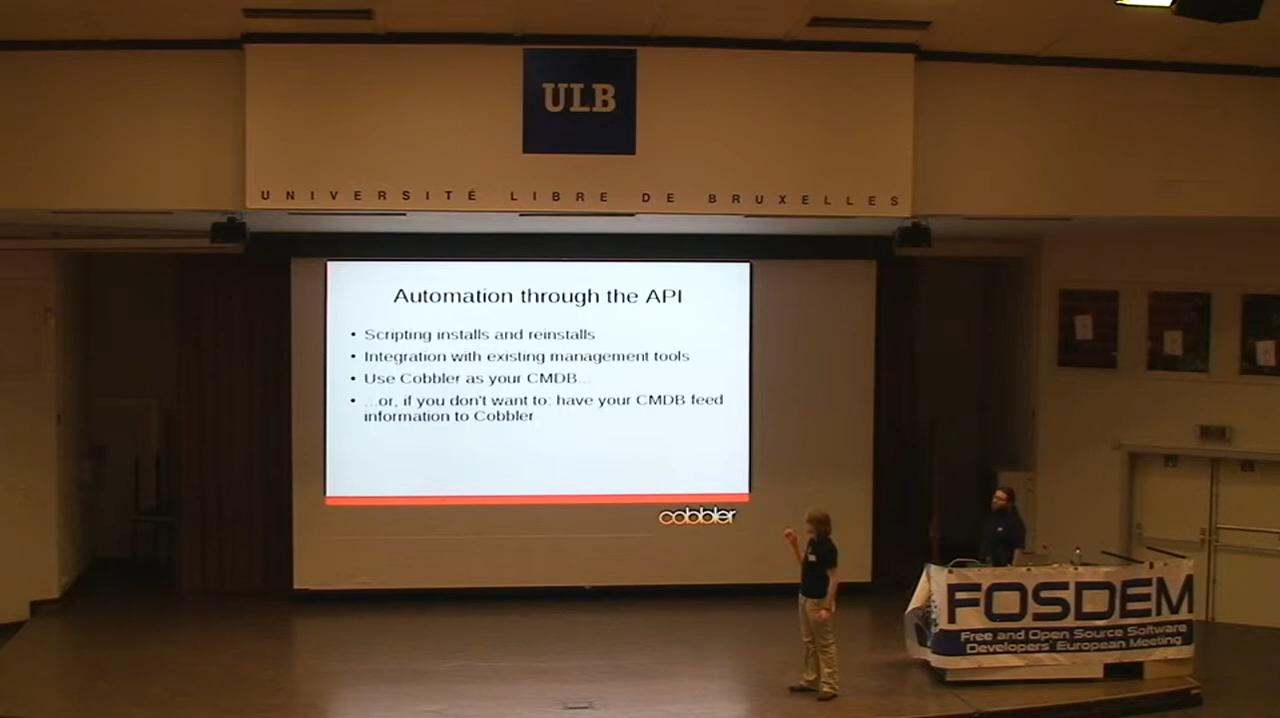 ULB
UNIVERSITÉ LIBRE DE BRUXELLES
Automation through the API
• Scripting installs and reinstalls
• Integration with existing management tools
• Use Cobbler as your CMDB...
• ...or, if you don't want to: have your CMDB feed
information to Cobbler
cobbler
FOSDEM
Free and Open Source Software
Developers' European Meeting